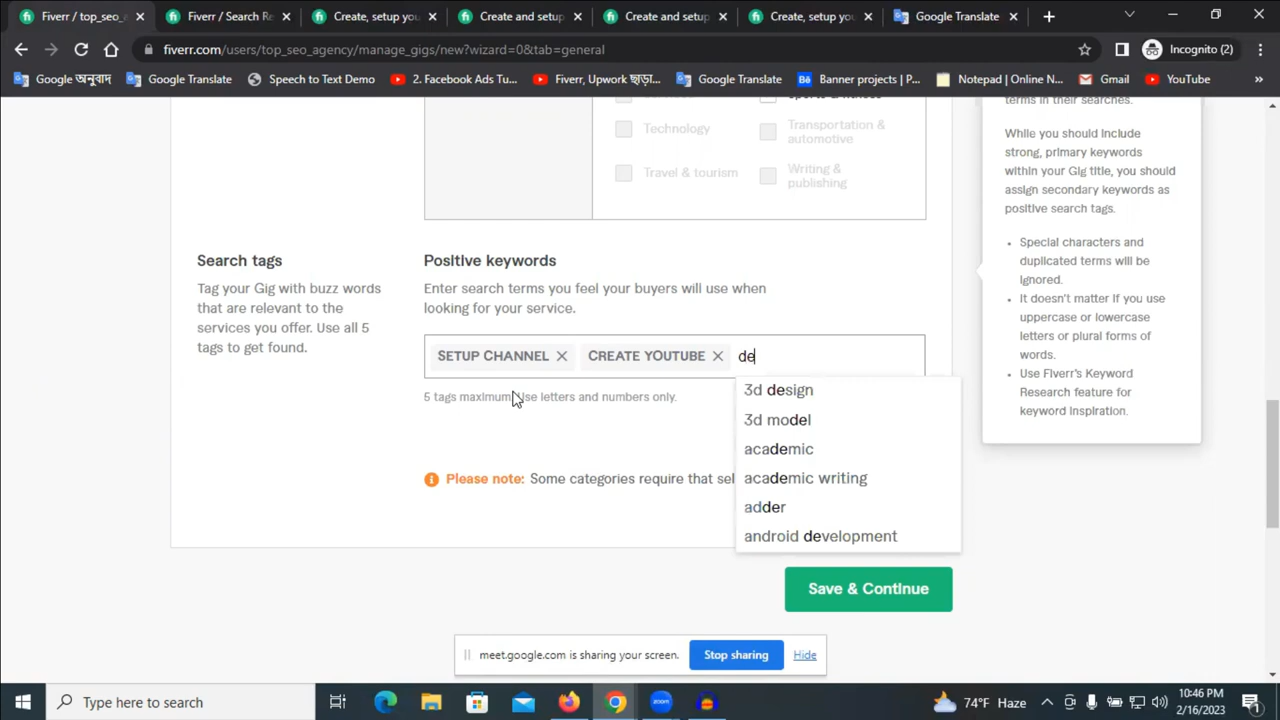 Fiverr / top_seo_
Fiverr / Search Re
Create, setup you
Create and setup
Create and setup
Create, setup you
Google Translate
fiverr.com/users/top_seo_agency/manage_gigs/new?wizard=0&tab=general
Incognito (2)
Google অনুবাদ
Google Translate
Speech to Text Demo
2. Facebook Ads Tu...
Fiverr, Upwork ছাড়া...
Google Translate
Banner projects | P...
Notepad | Online N...
Gmail
YouTube
»
terms in their searches.
Technology
Transportation &
automotive
Travel & tourism
Writing &
publishing
While you should include
strong, primary keywords
within your Gig title, you should
assign secondary keywords as
positive search tags.
• Special characters and
duplicated terms will be
ignored.
• It doesn't matter if you use
uppercase or lowercase
letters or plural forms of
words.
• Use Fiverr's Keyword
Research feature for
keyword inspiration.
Search tags
Tag your Gig with buzz words
that are relevant to the
services you offer. Use all 5
tags to get found.
Positive keywords
Enter search terms you feel your buyers will use when
looking for your service.
SETUP CHANNEL
CREATE YOUTUBE
de
5 tags maximum. Use letters and numbers only.
3d design
3d model
academic
academic writing
adder
android development
Please note: Some categories require that sel
Save & Continue
meet.google.com is sharing your screen.
Stop sharing
Hide
Type here to search
zoom
74°F Haze
10:46 PM
2/16/2023
1